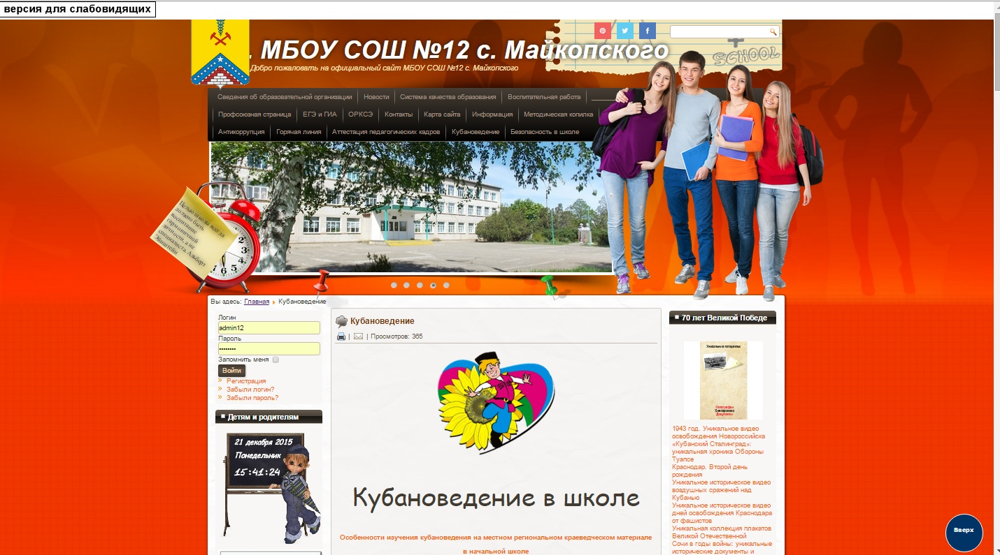 версия для слабовидящих
. МБОУ СОШ №12 с. Майкопского
Добро пожаловать на официальный сайт МБОУ СОШ №12 с. Майкопского
SCHOOL
Сведения об образовательной организации
Новости
Система качества образования
Воспитательная работа
Профсоюзная страница
ЕГЭ и ГИА
ОРКСЭ
Контакты
Карта сайта
Информация
Методическая копилка
Антикоррупция
Горячая линия
Аттестация педагогических кадров
Кубановедение
Безопасность в школе
Целью школы всегда
должно быть
воспитание
гармоничной
личности, а не
специалиста. Альберт
Эйнштейн
2
3
4
5
6
7
Вы здесь: Главная Кубановедение
Логин
admin12
Пароль
••••••••
Запомнить меня
Войти
Регистрация
Забыли логин?
Забыли пароль?
Детям и родителям
21 декабря 2015
Понедельник
15:41:24
Кубановедение
| | Просмотров: 365
Кубановедение в школе
Особенности изучения кубановедения на местном региональном краеведческом материале
в начальной школе
70 лет Великой Победе
Уникальные материалы:
Фотографии
Кинохроники
Документы
1943 год. Уникальное видео
освобождения Новороссийска
«Кубанский Сталинград»:
уникальная хроника Обороны
Туапсе
Краснодар. Второй день
рождения
Уникальное историческое видео
воздушных сражений над
Кубанью
Уникальное историческое видео
дней освобождения Краснодара
от фашистов
Уникальная коллекция плакатов
Великой Отечественной
Сочи в годы войны: уникальные
исторические документы и
Вверх